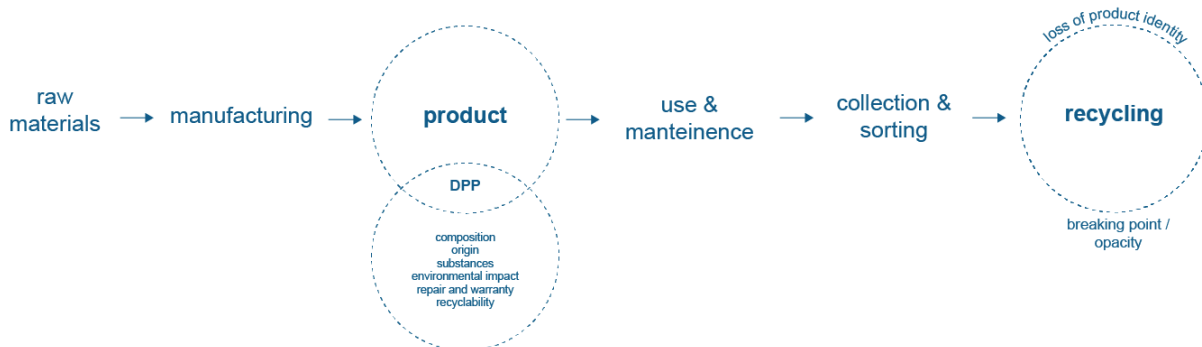 raw
materials
manufacturing
product
DPP
composition
origin
substances
environmental impact
repair and warranty
recyclability
use &
manteinence
collection &
sorting
loss of product identity
recycling
breaking point /
opacity